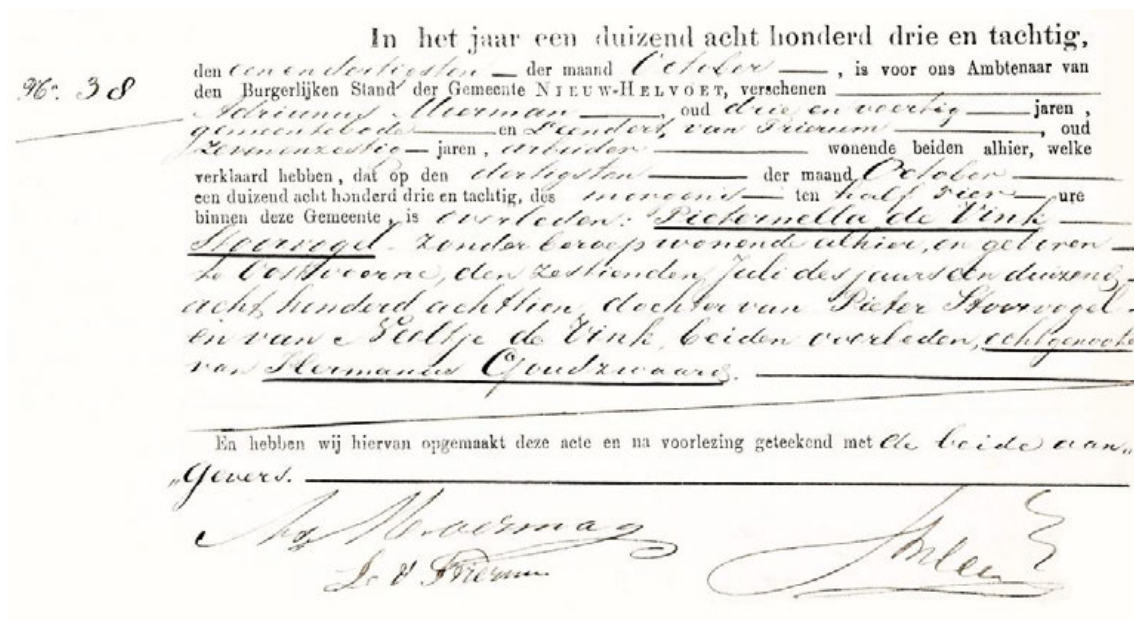 In het jaar een duizend acht honderd drie en tachtig,
No. 38
den een en dertigsten der maand October, is voor ons Ambtenaar van
den Burgerlijken Stand der Gemeente NIEUW-HELVOET, verschenen
Adrianus Moerman, oud drie en veertig jaren,
gemeentebode en Leendert van Trierum, oud
zevenenzestig jaren, arbeider wonende beiden alhier, welke
verklaard hebben, dat op den dertigsten der maand October
een duizend acht honderd drie en tachtig, des morgens ten half vier ure
binnen deze Gemeente, is overleden: Pieternella de Vink
Stoorvogel zonder beroep wonende alhier, en geboren
te Oostvoorne, den zestienden Juli des jaars een duizend
acht honderd achttien, dochter van Pieter Stoorvogel
en van Neeltje de Vink, beiden overleden, echtgenoote
van Hermanus Goudzwaard.
En hebben wij hiervan opgemaakt deze acte en na voorlezing geteekend met de beide aan„
„gevers.
Moerman
L. v Trierum